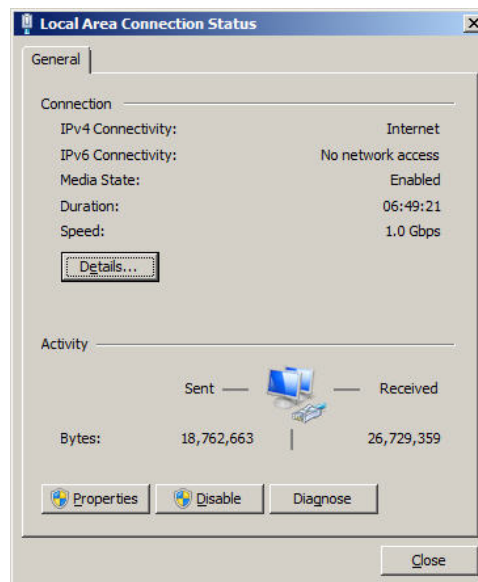 Local Area Connection Status
General
Connection
IPv4 Connectivity: Internet
IPv6 Connectivity: No network access
Media State: Enabled
Duration: 06:49:21
Speed: 1.0 Gbps
Details...
Activity
Sent Received
Bytes: 18,762,663 26,729,359
Properties Disable Diagnose
Close